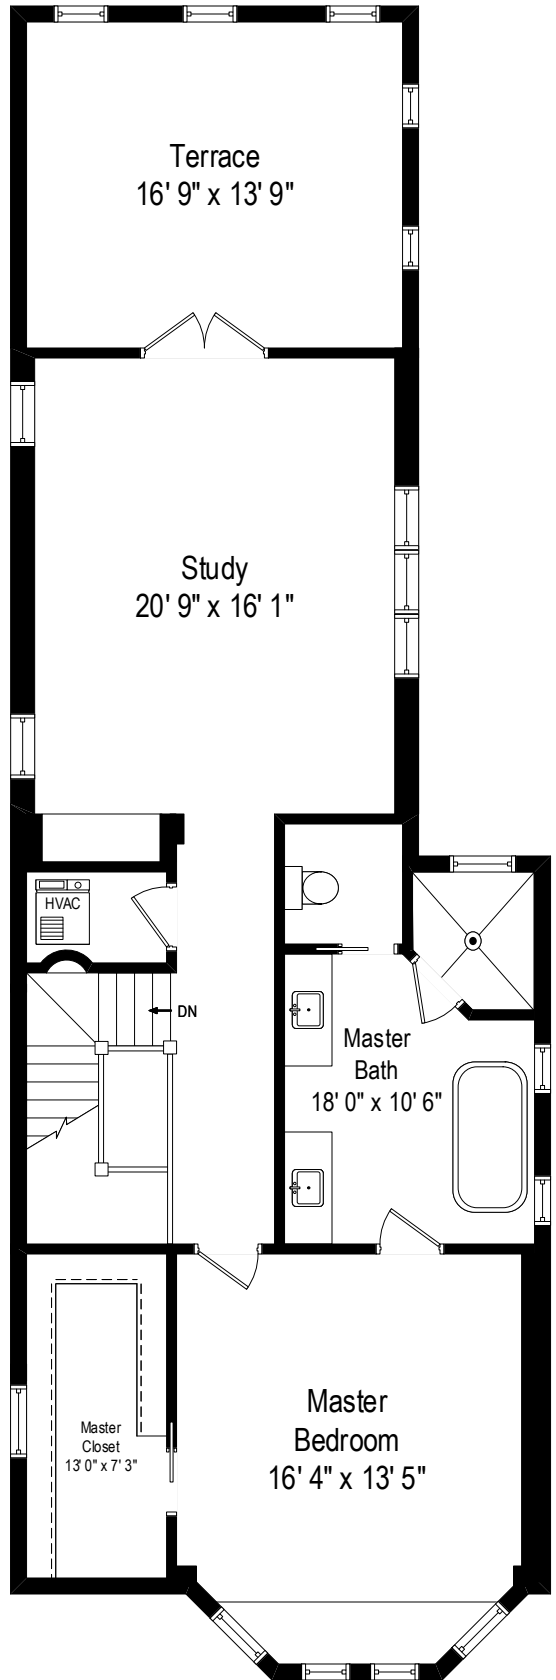 Terrace
16' 9" x 13' 9"
Study
20' 9" x 16' 1"
HVAC
DN
Master
Bath
18' 0" x 10' 6"
Master
Closet
13' 0" x 7' 3"
Master
Bedroom
16' 4" x 13' 5"